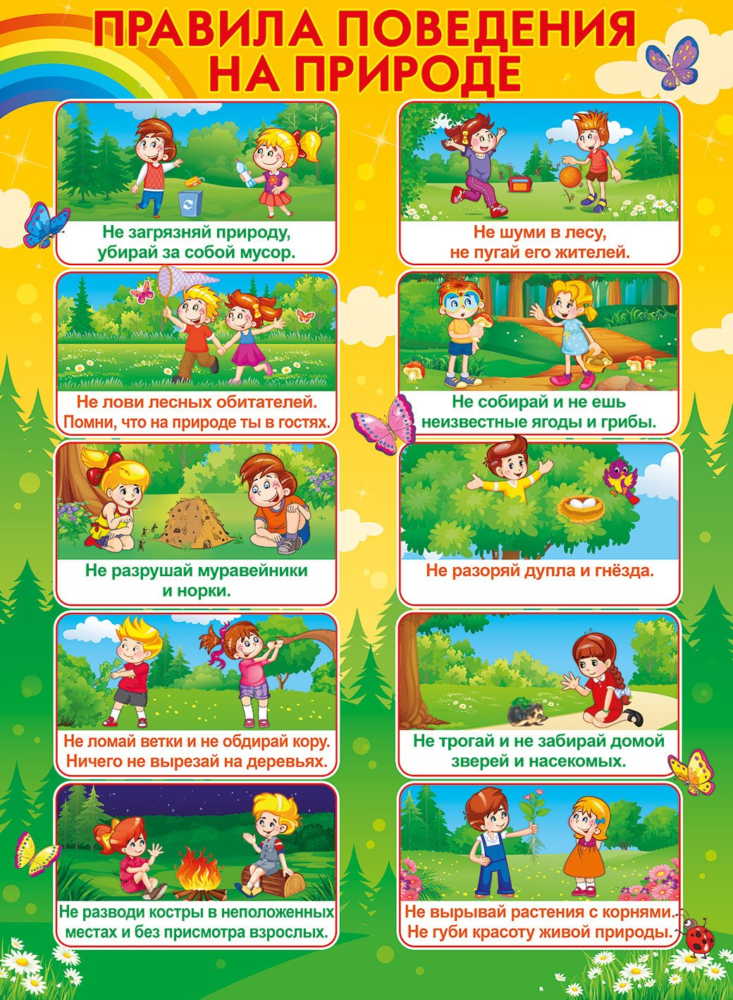 ПРАВИЛА ПОВЕДЕНИЯ
НА ПРИРОДЕ
Не загрязняй природу,
убирай за собой мусор.
Не шуми в лесу,
не пугай его жителей.
Не лови лесных обитателей.
Помни, что на природе ты в гостях.
Не собирай и не ешь
неизвестные ягоды и грибы.
Не разрушай муравейники
и норки.
Не разоряй дупла и гнёзда.
Не ломай ветки и не обдирай кору.
Ничего не вырезай на деревьях.
Не трогай и не забирай домой
зверей и насекомых.
Не разводи костры в неположенных
местах и без присмотра взрослых.
Не вырывай растения с корнями.
Не губи красоту живой природы.